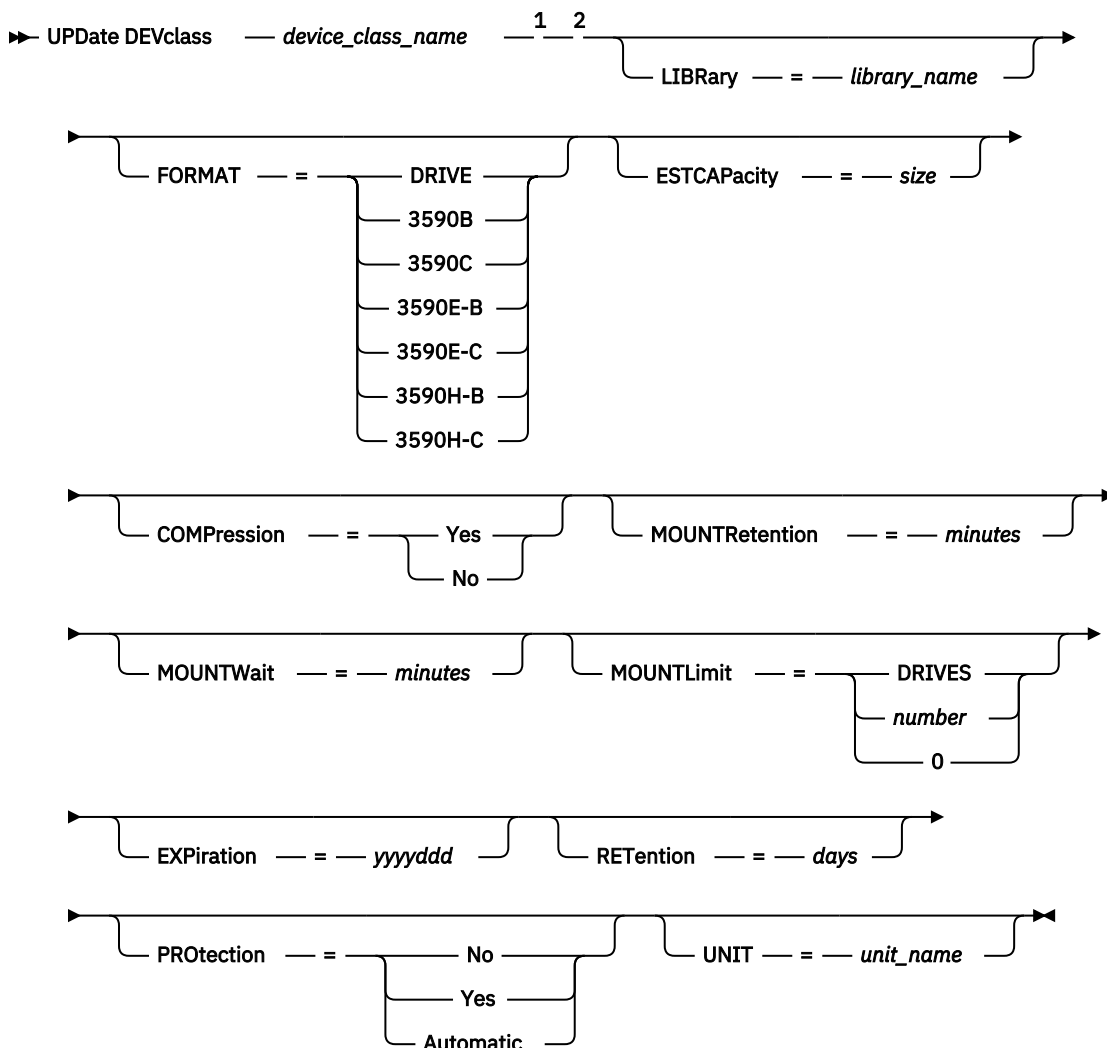 1 2
UPDate DEVclass — device_class_name
LIBRary — = — library_name
FORMAT — = — DRIVE
3590B
3590C
3590E-B
3590E-C
3590H-B
3590H-C
ESTCAPacity — = — size
COMPression — = — Yes
No
MOUNTRetention — = — minutes
MOUNTWait — = — minutes
MOUNTLimit — = — DRIVES
number
0
EXPiration — = — yyyyddd
RETention — = — days
PROtection — = — No
Yes
Automatic
UNIT — = — unit_name